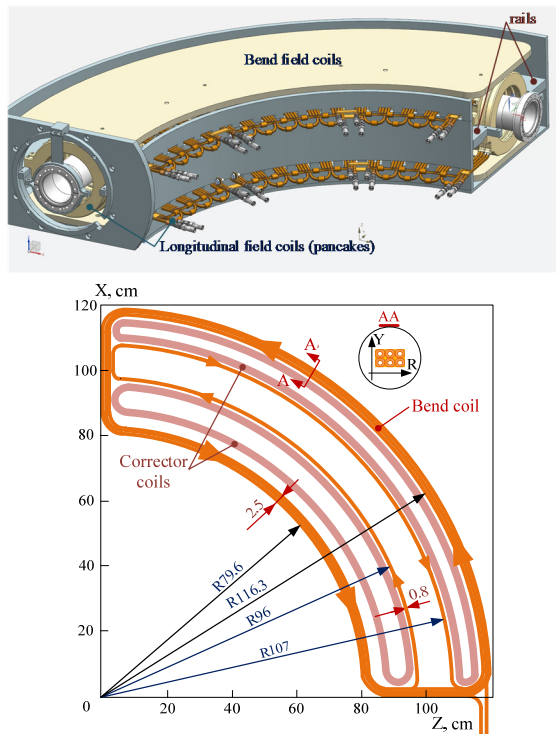 rails
Bend field coils
Longitudinal field coils (pancakes)
X, cm
AA
120
Y
R
A
100
A
Bend coil
80
Corrector
coils
60
2.5
40
R79.6
R116.3
R96
0.8
20
R107
0
20
40
60
80
100
Z, cm